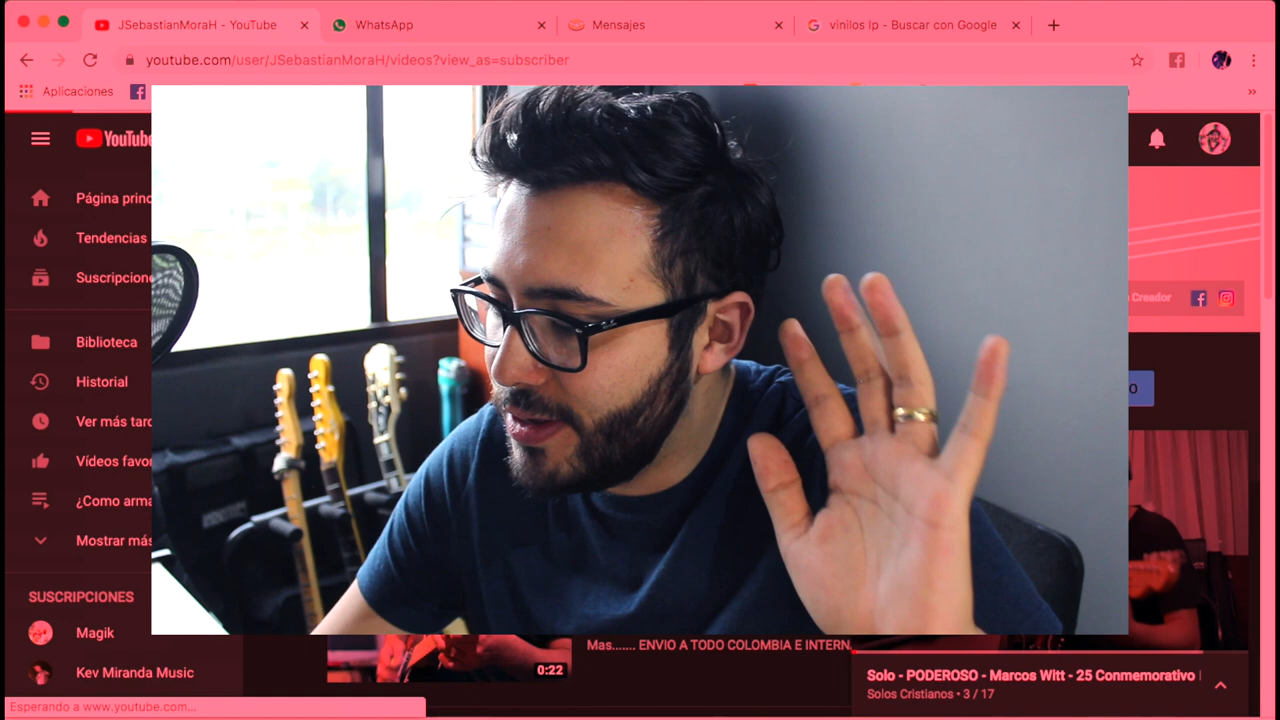 JSebastianMoraH - YouTube
WhatsApp
Mensajes
vinilos lp - Buscar con Google
youtube.com/user/JSebastianMoraH/videos?view_as=subscriber
Aplicaciones
YouTube
Página princ
Tendencias
Suscripcione
Biblioteca
Historial
Ver más tard
Vídeos favor
¿Como arma
Mostrar más
SUSCRIPCIONES
Magik
Kev Miranda Music
Creador
O
0:22
Mas....... ENVIO A TODO COLOMBIA E INTERN
Solo - PODEROSO - Marcos Witt - 25 Conmemorativo
Solos Cristianos • 3 / 17
Esperando a www.youtube.com...